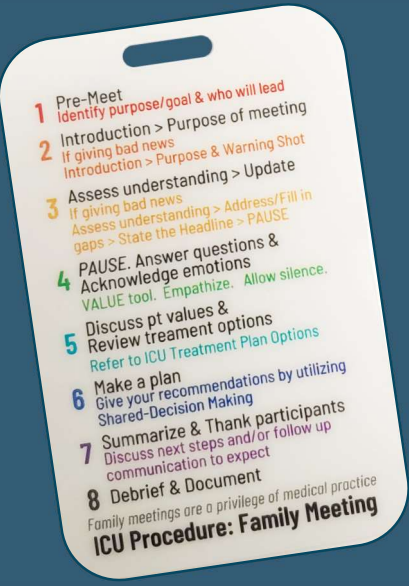 1 Pre-Meet
Identify purpose/goal & who will lead
2 Introduction > Purpose of meeting
If giving bad news
Introduction > Purpose & Warning Shot
3 Assess understanding > Update
If giving bad news
Assess understanding > Address/Fill in
gaps > State the Headline > PAUSE
4 PAUSE. Answer questions &
Acknowledge emotions
VALUE tool. Empathize. Allow silence.
5 Discuss pt values &
Review treament options
Refer to ICU Treatment Plan Options
6 Make a plan
Give your recommendations by utilizing
Shared-Decision Making
7 Summarize & Thank participants
Discuss next steps and/or follow up
communication to expect
8 Debrief & Document
Family meetings are a privilege of medical practice
ICU Procedure: Family Meeting